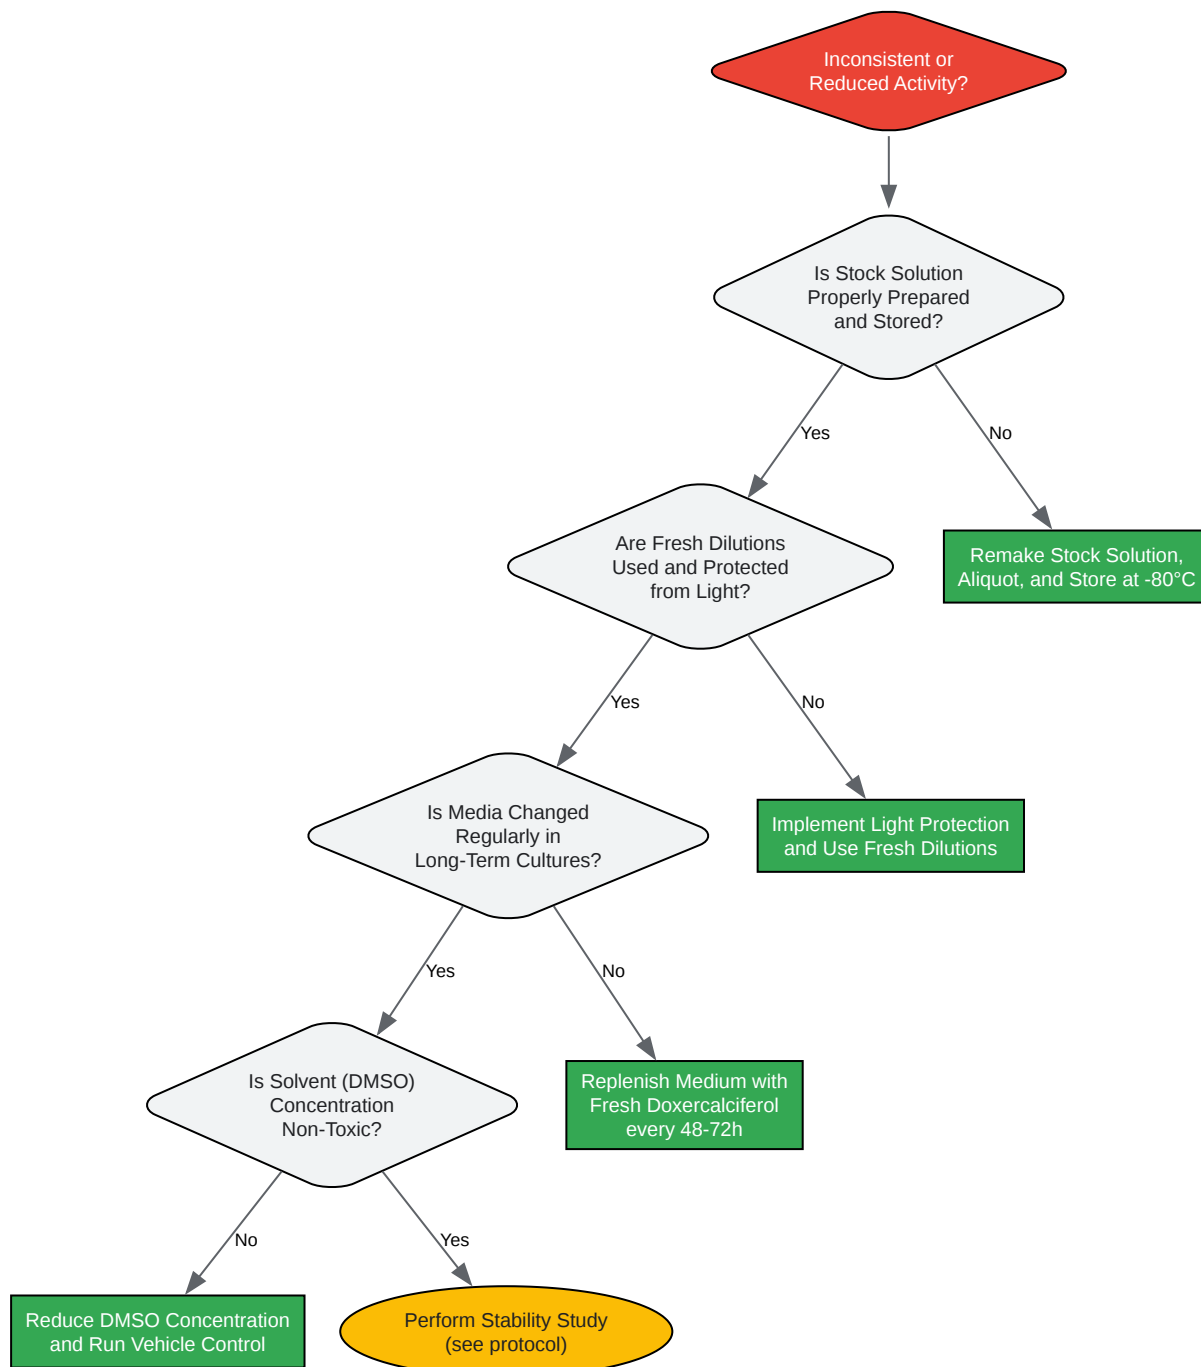 Inconsistent or
Reduced Activity?
Is Stock Solution
Properly Prepared
and Stored?
Yes
No
Are Fresh Dilutions
Used and Protected
from Light?
Remake Stock Solution,
Aliquot, and Store at -80°C
Yes
No
Is Media Changed
Regularly in
Long-Term Cultures?
Implement Light Protection
and Use Fresh Dilutions
Yes
No
Is Solvent (DMSO)
Concentration
Non-Toxic?
Replenish Medium with
Fresh Doxercalciferol
every 48-72h
No
Yes
Reduce DMSO Concentration
and Run Vehicle Control
Perform Stability Study
(see protocol)